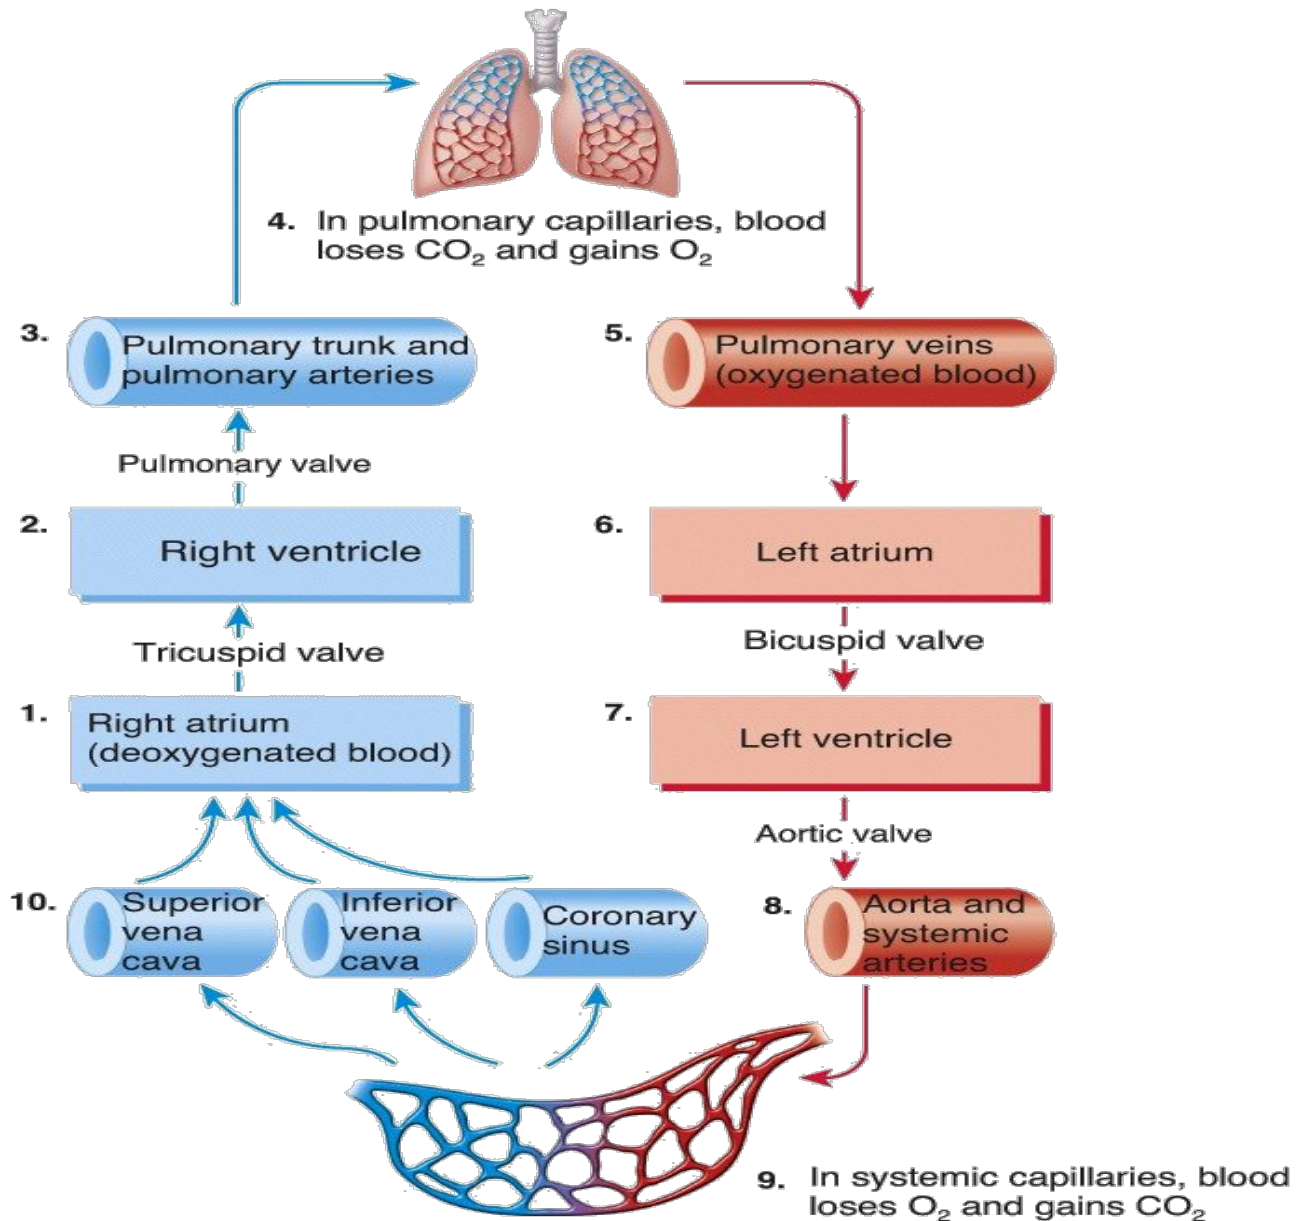 4. In pulmonary capillaries, blood
loses CO₂ and gains O₂
3. Pulmonary trunk and
pulmonary arteries
5. Pulmonary veins
(oxygenated blood)
Pulmonary valve
2. Right ventricle
6. Left atrium
Tricuspid valve
Bicuspid valve
1. Right atrium
(deoxygenated blood)
7. Left ventricle
Aortic valve
10. Superior
vena
cava
Inferior
vena
cava
Coronary
sinus
8. Aorta and
systemic
arteries
9. In systemic capillaries, blood
loses O₂ and gains CO₂